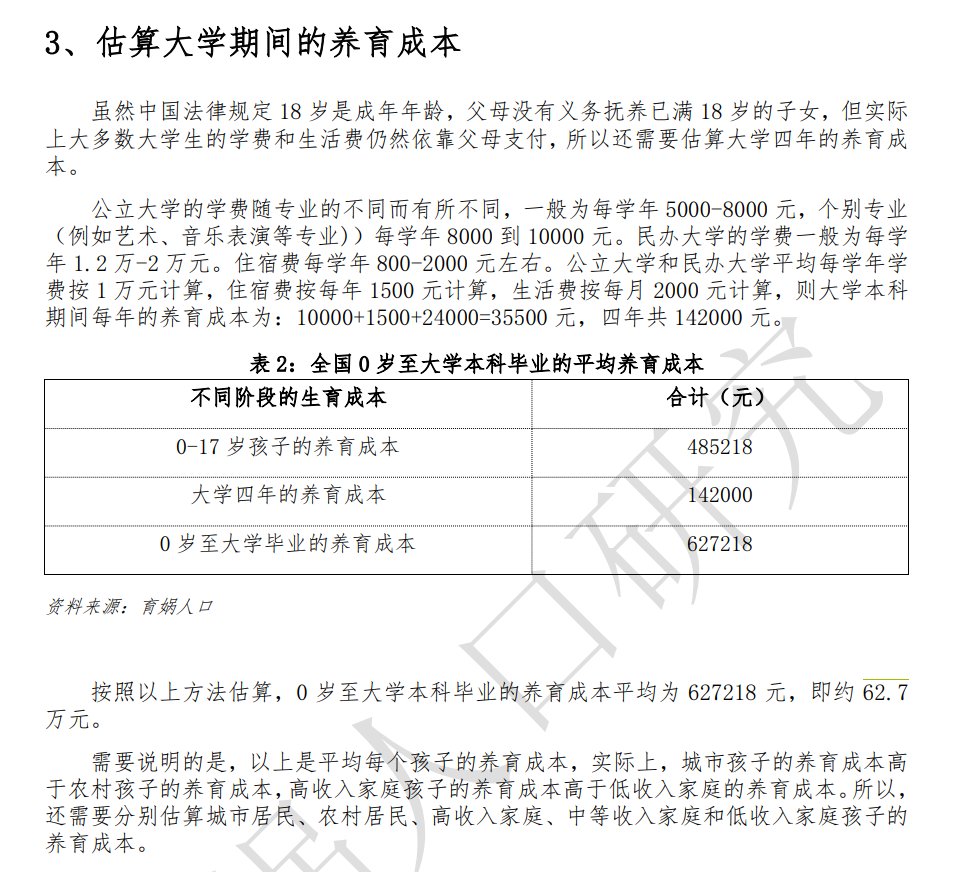 3、估算大学期间的养育成本
虽然中国法律规定 18 岁是成年年龄，父母没有义务抚养已满 18 岁的子女，但实际
上大多数大学生的学费和生活费仍然依靠父母支付，所以还需要估算大学四年的养育成
本。
公立大学的学费随专业的不同而有所不同，一般为每学年 5000-8000 元，个别专业
（例如艺术、音乐表演等专业)）每学年 8000 到 10000 元。民办大学的学费一般为每学
年 1.2 万-2 万元。住宿费每学年 800-2000 元左右。公立大学和民办大学平均每学年学
费按 1 万元计算，住宿费按每年 1500 元计算，生活费按每月 2000 元计算，则大学本科
期间每年的养育成本为：10000+1500+24000=35500 元，四年共 142000 元。
表 2：全国 0 岁至大学本科毕业的平均养育成本
不同阶段的生育成本 合计（元）
0-17 岁孩子的养育成本 485218
大学四年的养育成本 142000
0 岁至大学毕业的养育成本 627218
资料来源：育娲人口
按照以上方法估算，0 岁至大学本科毕业的养育成本平均为 627218 元，即约 62.7
万元。
需要说明的是，以上是平均每个孩子的养育成本，实际上，城市孩子的养育成本高
于农村孩子的养育成本，高收入家庭孩子的养育成本高于低收入家庭的养育成本。所以，
还需要分别估算城市居民、农村居民、高收入家庭、中等收入家庭和低收入家庭孩子的
养育成本。
人口研究